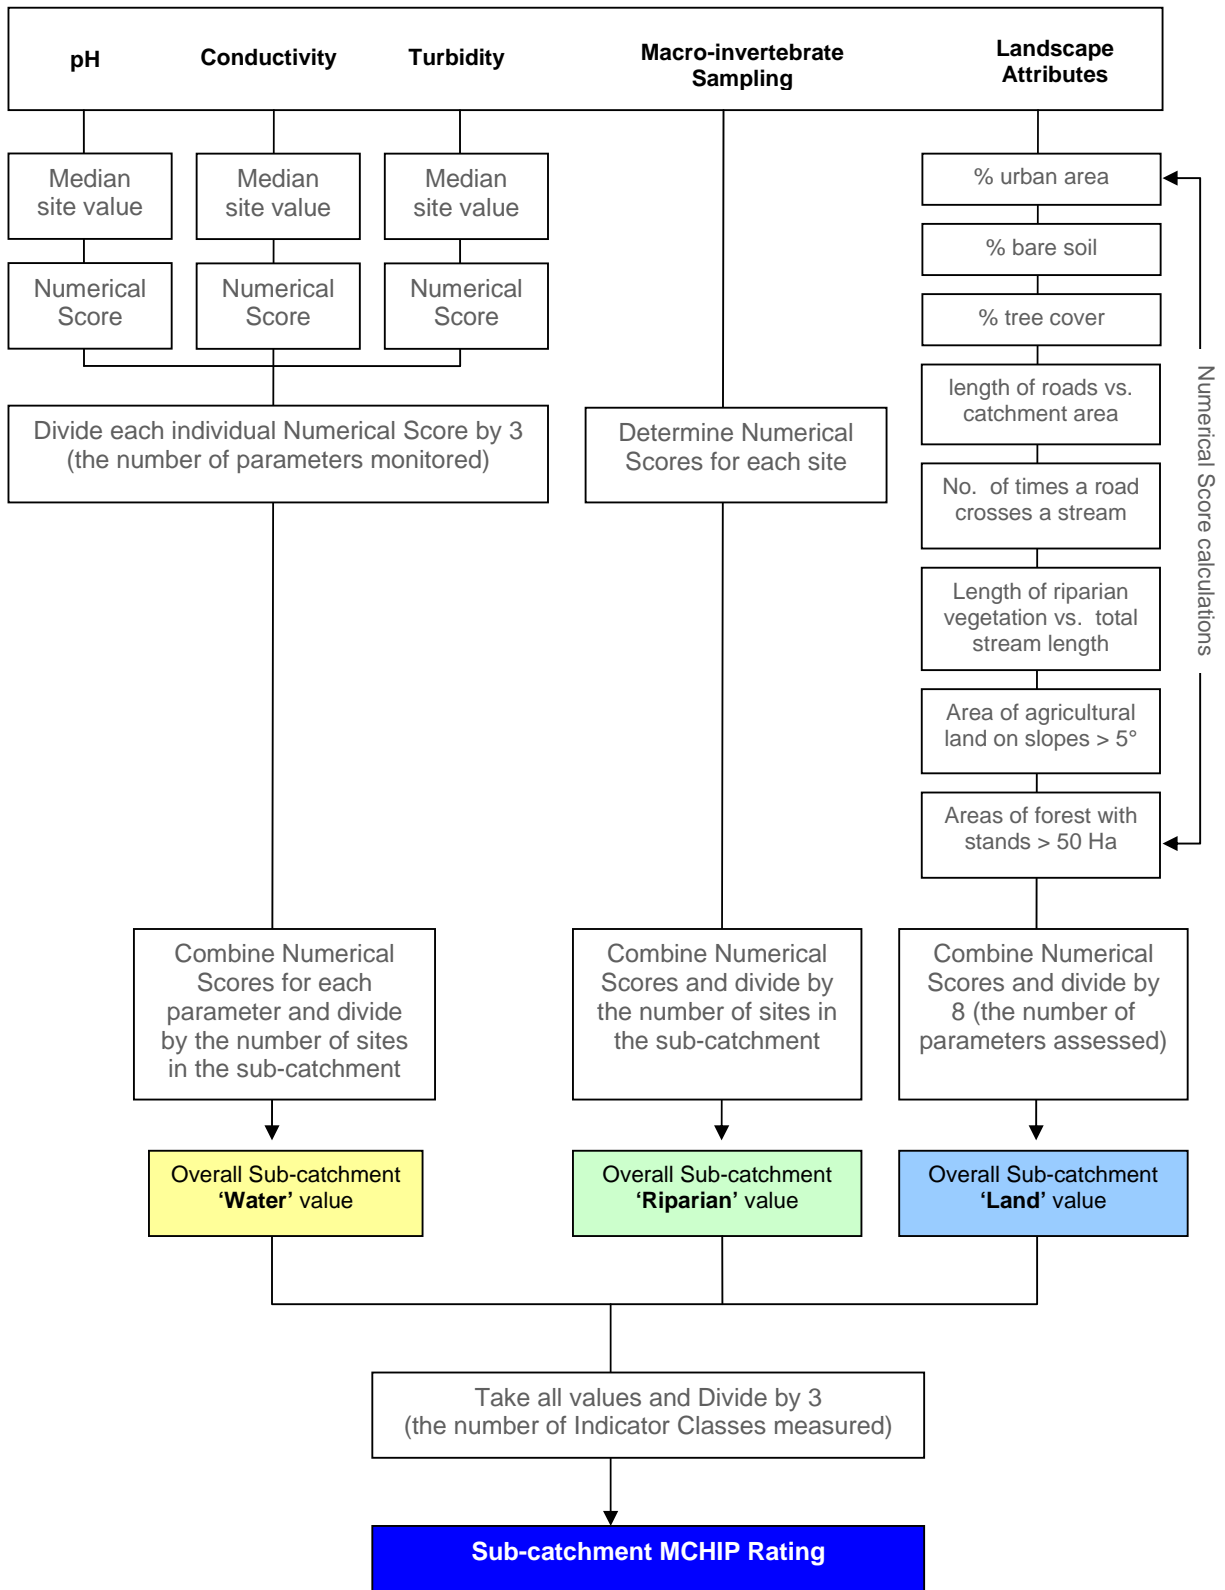 pH
Conductivity
Turbidity
Macro-invertebrate
Sampling
Landscape
Attributes
Median
site value
Median
site value
Median
site value
Numerical
Score
Numerical
Score
Numerical
Score
Divide each individual Numerical Score by 3
(the number of parameters monitored)
Determine Numerical
Scores for each site
% urban area
% bare soil
% tree cover
length of roads vs.
catchment area
No. of times a road
crosses a stream
Length of riparian
vegetation vs. total
stream length
Area of agricultural
land on slopes > 5°
Areas of forest with
stands > 50 Ha
Numerical Score calculations
Combine Numerical
Scores for each
parameter and divide
by the number of sites
in the sub-catchment
Combine Numerical
Scores and divide by
the number of sites in
the sub-catchment
Combine Numerical
Scores and divide by
8 (the number of
parameters assessed)
Overall Sub-catchment
‘Water’ value
Overall Sub-catchment
‘Riparian’ value
Overall Sub-catchment
‘Land’ value
Take all values and Divide by 3
(the number of Indicator Classes measured)
Sub-catchment MCHIP Rating